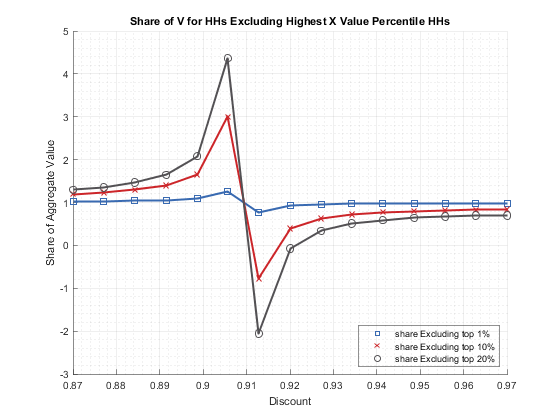 Share of V for HHs Excluding Highest X Value Percentile HHs
5
4
3
2
1
0
-1
-2
-3
Share of Aggregate Value
0.87 0.88 0.89 0.9 0.91 0.92 0.93 0.94 0.95 0.96 0.97
Discount
share Excluding top 1%
share Excluding top 10%
share Excluding top 20%